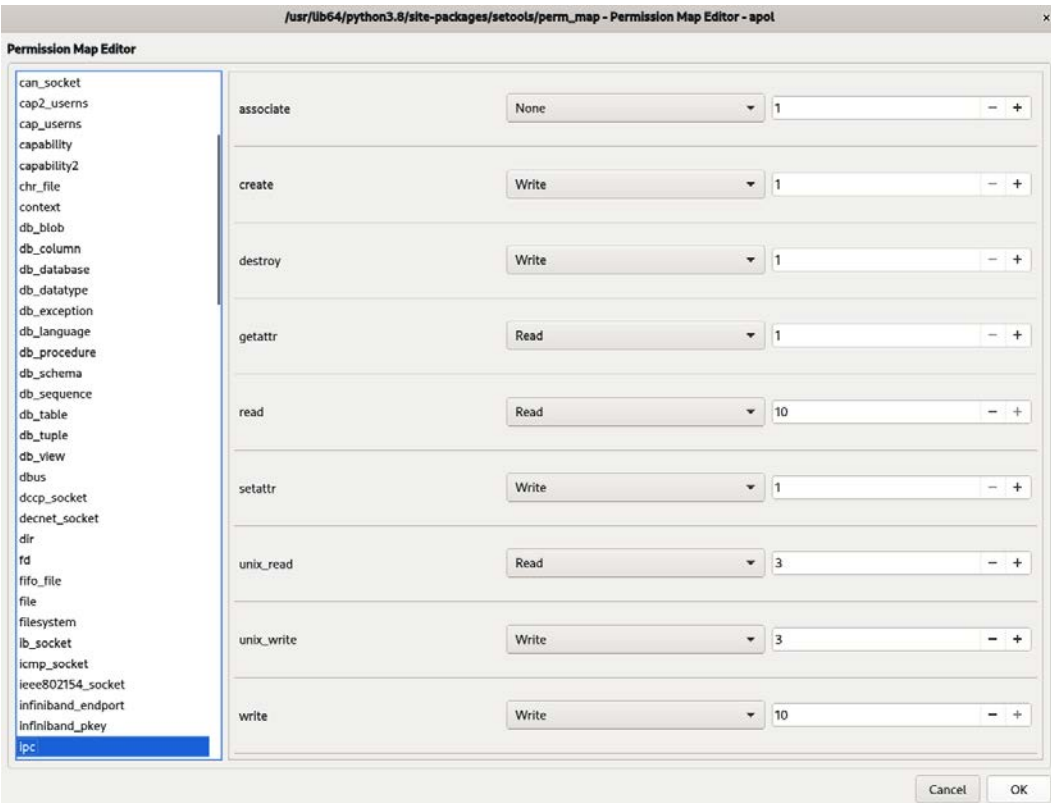 /usr/lib64/python3.8/site-packages/setools/perm_map - Permission Map Editor - apol ×
Permission Map Editor
can_socket
cap2_userns
cap_userns
capability
capability2
chr_file
context
db_blob
db_column
db_database
db_datatype
db_exception
db_language
db_procedure
db_schema
db_sequence
db_table
db_tuple
db_view
dbus
dccp_socket
decnet_socket
dir
fd
fifo_file
file
filesystem
ib_socket
icmp_socket
ieee802154_socket
infiniband_endport
infiniband_pkey
ipc
associate None 1 − +
create Write 1 − +
destroy Write 1 − +
getattr Read 1 − +
read Read 10 − +
setattr Write 1 − +
unix_read Read 3 − +
unix_write Write 3 − +
write Write 10 − +
Cancel OK